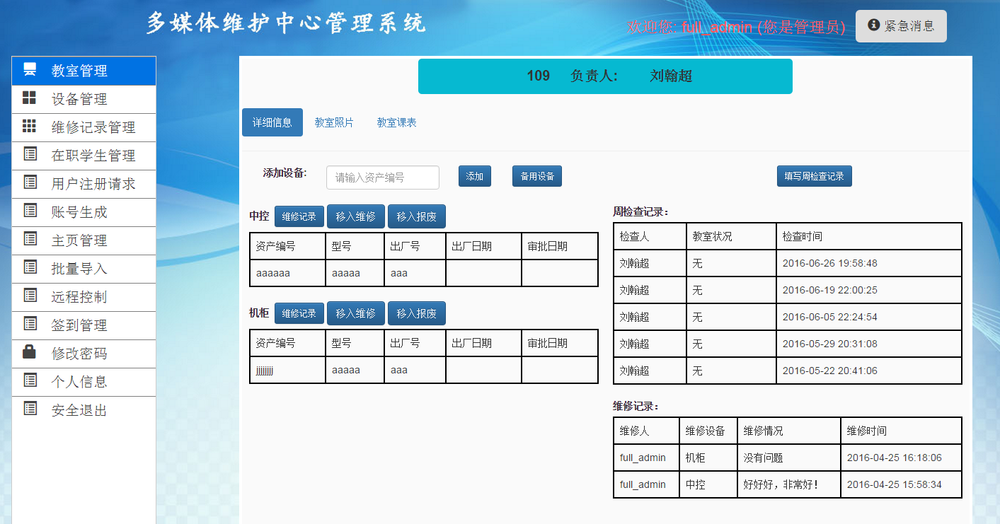 多媒体维护中心管理系统
欢迎您: full_admin (您是管理员)
紧急消息
教室管理
设备管理
维修记录管理
在职学生管理
用户注册请求
账号生成
主页管理
批量导入
远程控制
签到管理
修改密码
个人信息
安全退出
109 负责人: 刘翰超
详细信息 教室照片 教室课表
添加设备: 请输入资产编号 添加 备用设备 填写周检查记录
中控 维修记录 移入维修 移入报废
资产编号 型号 出厂号 出厂日期 审批日期
aaaaaa aaaaa aaa
机柜 维修记录 移入维修 移入报废
资产编号 型号 出厂号 出厂日期 审批日期
jjjjjjjj aaaaa aaa
周检查记录:
检查人 教室状况 检查时间
刘翰超 无 2016-06-26 19:58:48
刘翰超 无 2016-06-19 22:00:25
刘翰超 无 2016-06-05 22:24:54
刘翰超 无 2016-05-29 20:31:08
刘翰超 无 2016-05-22 20:41:06
维修记录:
维修人 维修设备 维修情况 维修时间
full_admin 机柜 没有问题 2016-04-25 16:18:06
full_admin 中控 好好好，非常好！ 2016-04-25 15:58:34